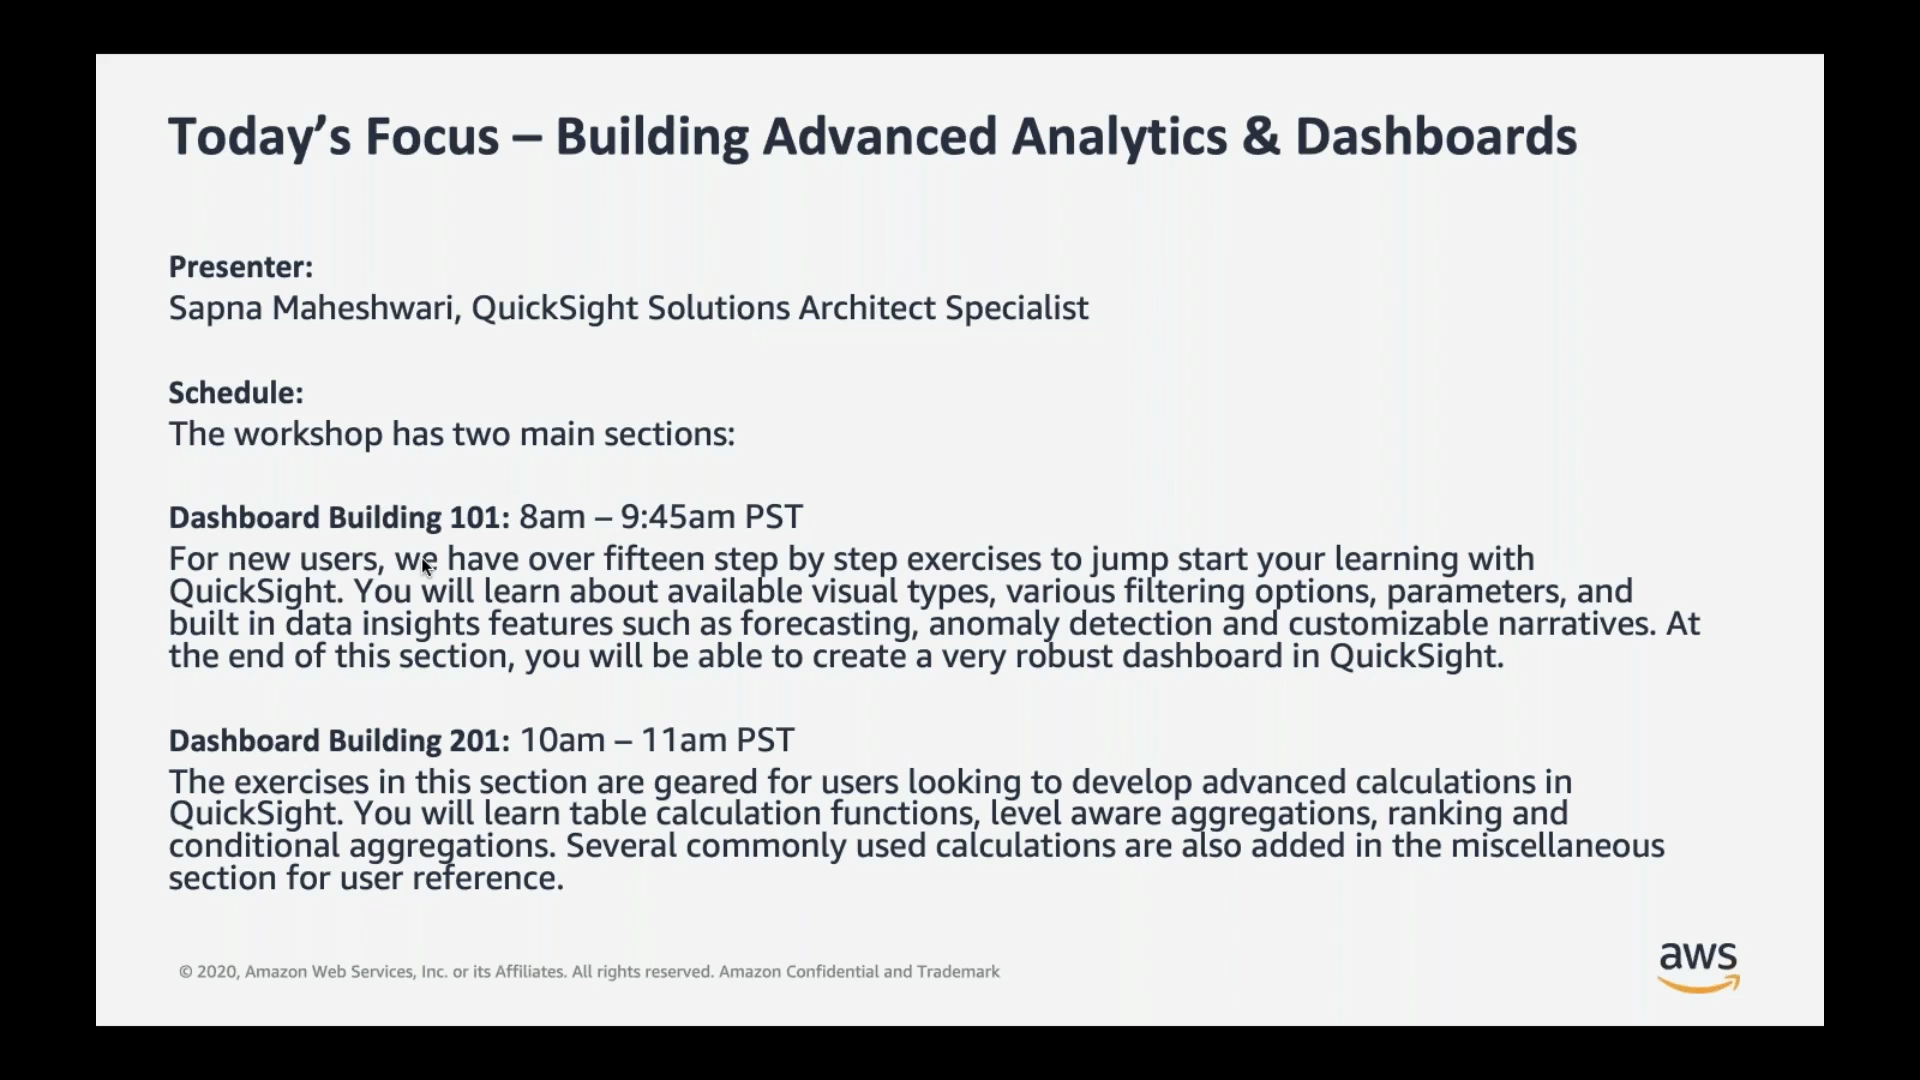 Today’s Focus – Building Advanced Analytics & Dashboards
Presenter:
Sapna Maheshwari, QuickSight Solutions Architect Specialist
Schedule:
The workshop has two main sections:
Dashboard Building 101: 8am – 9:45am PST
For new users, we have over fifteen step by step exercises to jump start your learning with
QuickSight. You will learn about available visual types, various filtering options, parameters, and
built in data insights features such as forecasting, anomaly detection and customizable narratives. At
the end of this section, you will be able to create a very robust dashboard in QuickSight.
Dashboard Building 201: 10am – 11am PST
The exercises in this section are geared for users looking to develop advanced calculations in
QuickSight. You will learn table calculation functions, level aware aggregations, ranking and
conditional aggregations. Several commonly used calculations are also added in the miscellaneous
section for user reference.
© 2020, Amazon Web Services, Inc. or its Affiliates. All rights reserved. Amazon Confidential and Trademark
aws